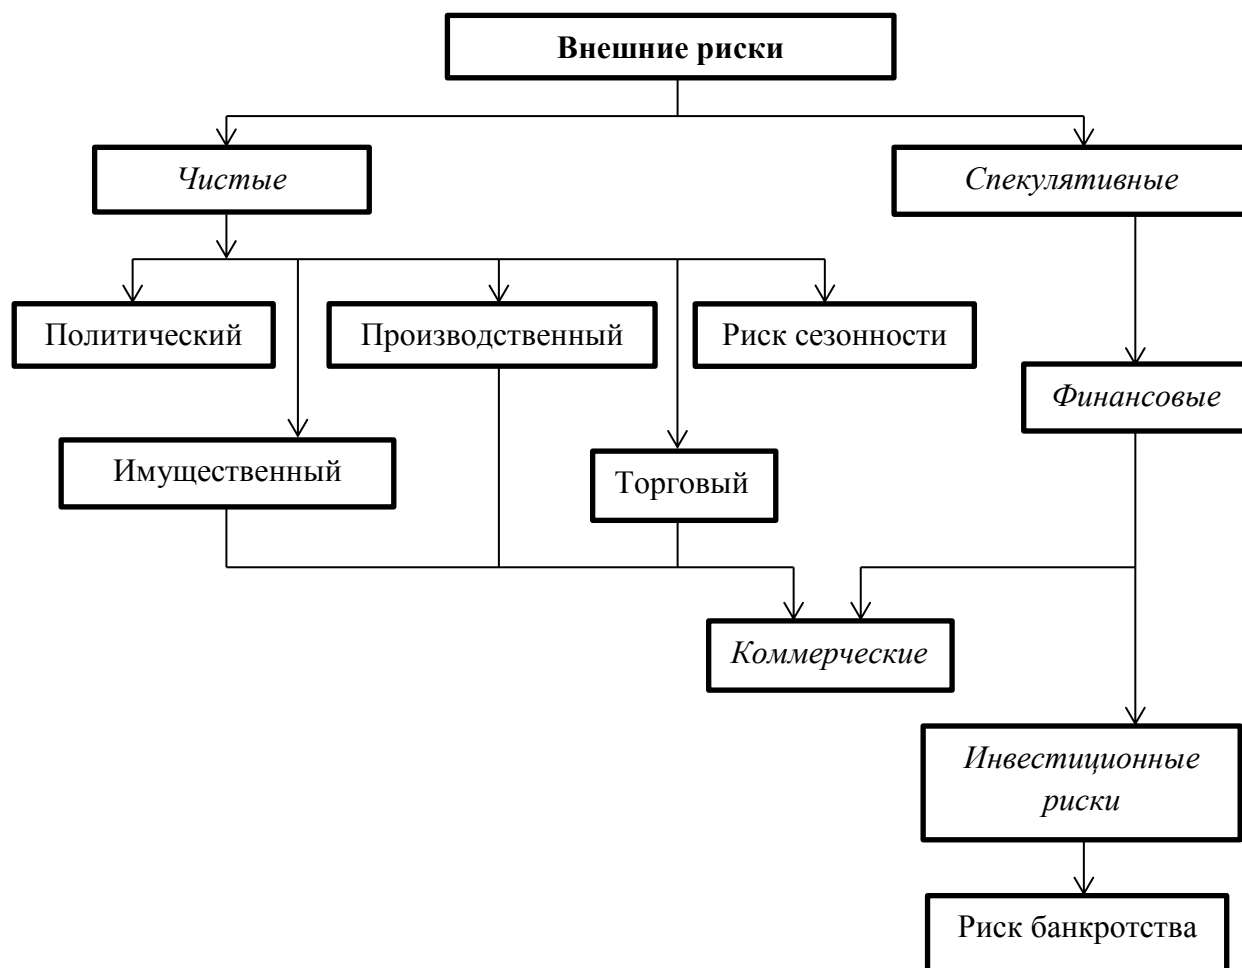 Внешние риски
Чистые
Спекулятивные
Политический
Производственный
Риск сезонности
Финансовые
Имущественный
Торговый
Коммерческие
Инвестиционные
риски
Риск банкротства